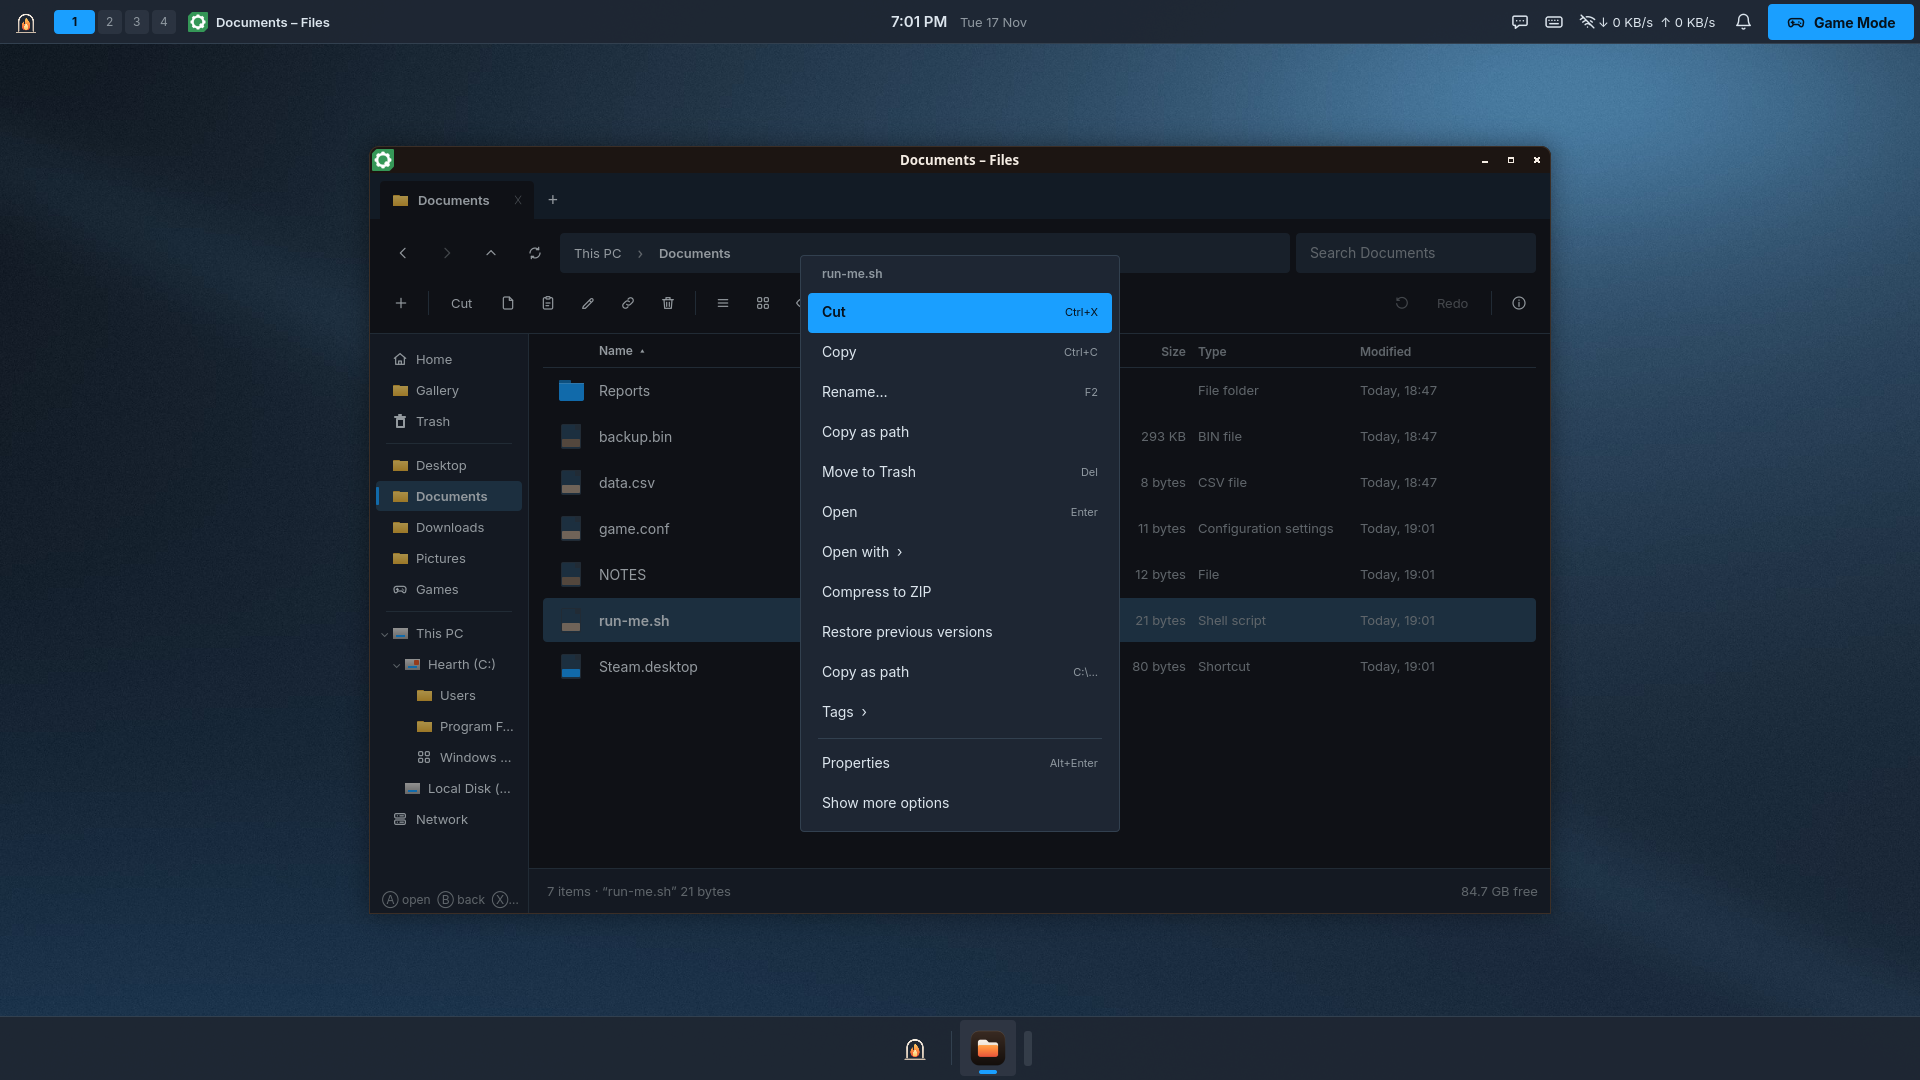 1 2 3 4 Documents – Files 7:01 PM Tue 17 Nov ↓ 0 KB/s ↑ 0 KB/s Game Mode
Documents – Files
Documents X +
This PC › Documents Search Documents
Cut Redo
Home
Gallery
Trash
Desktop
Documents
Downloads
Pictures
Games
This PC
Hearth (C:)
Users
Program F...
Windows ...
Local Disk (...
Network
A open B back X...
Name Size Type Modified
Reports File folder Today, 18:47
backup.bin 293 KB BIN file Today, 18:47
data.csv 8 bytes CSV file Today, 18:47
game.conf 11 bytes Configuration settings Today, 19:01
NOTES 12 bytes File Today, 19:01
run-me.sh 21 bytes Shell script Today, 19:01
Steam.desktop 80 bytes Shortcut Today, 19:01
run-me.sh
Cut Ctrl+X
Copy Ctrl+C
Rename... F2
Copy as path
Move to Trash Del
Open Enter
Open with ›
Compress to ZIP
Restore previous versions
Copy as path C:\...
Tags ›
Properties Alt+Enter
Show more options
7 items · “run-me.sh” 21 bytes 84.7 GB free